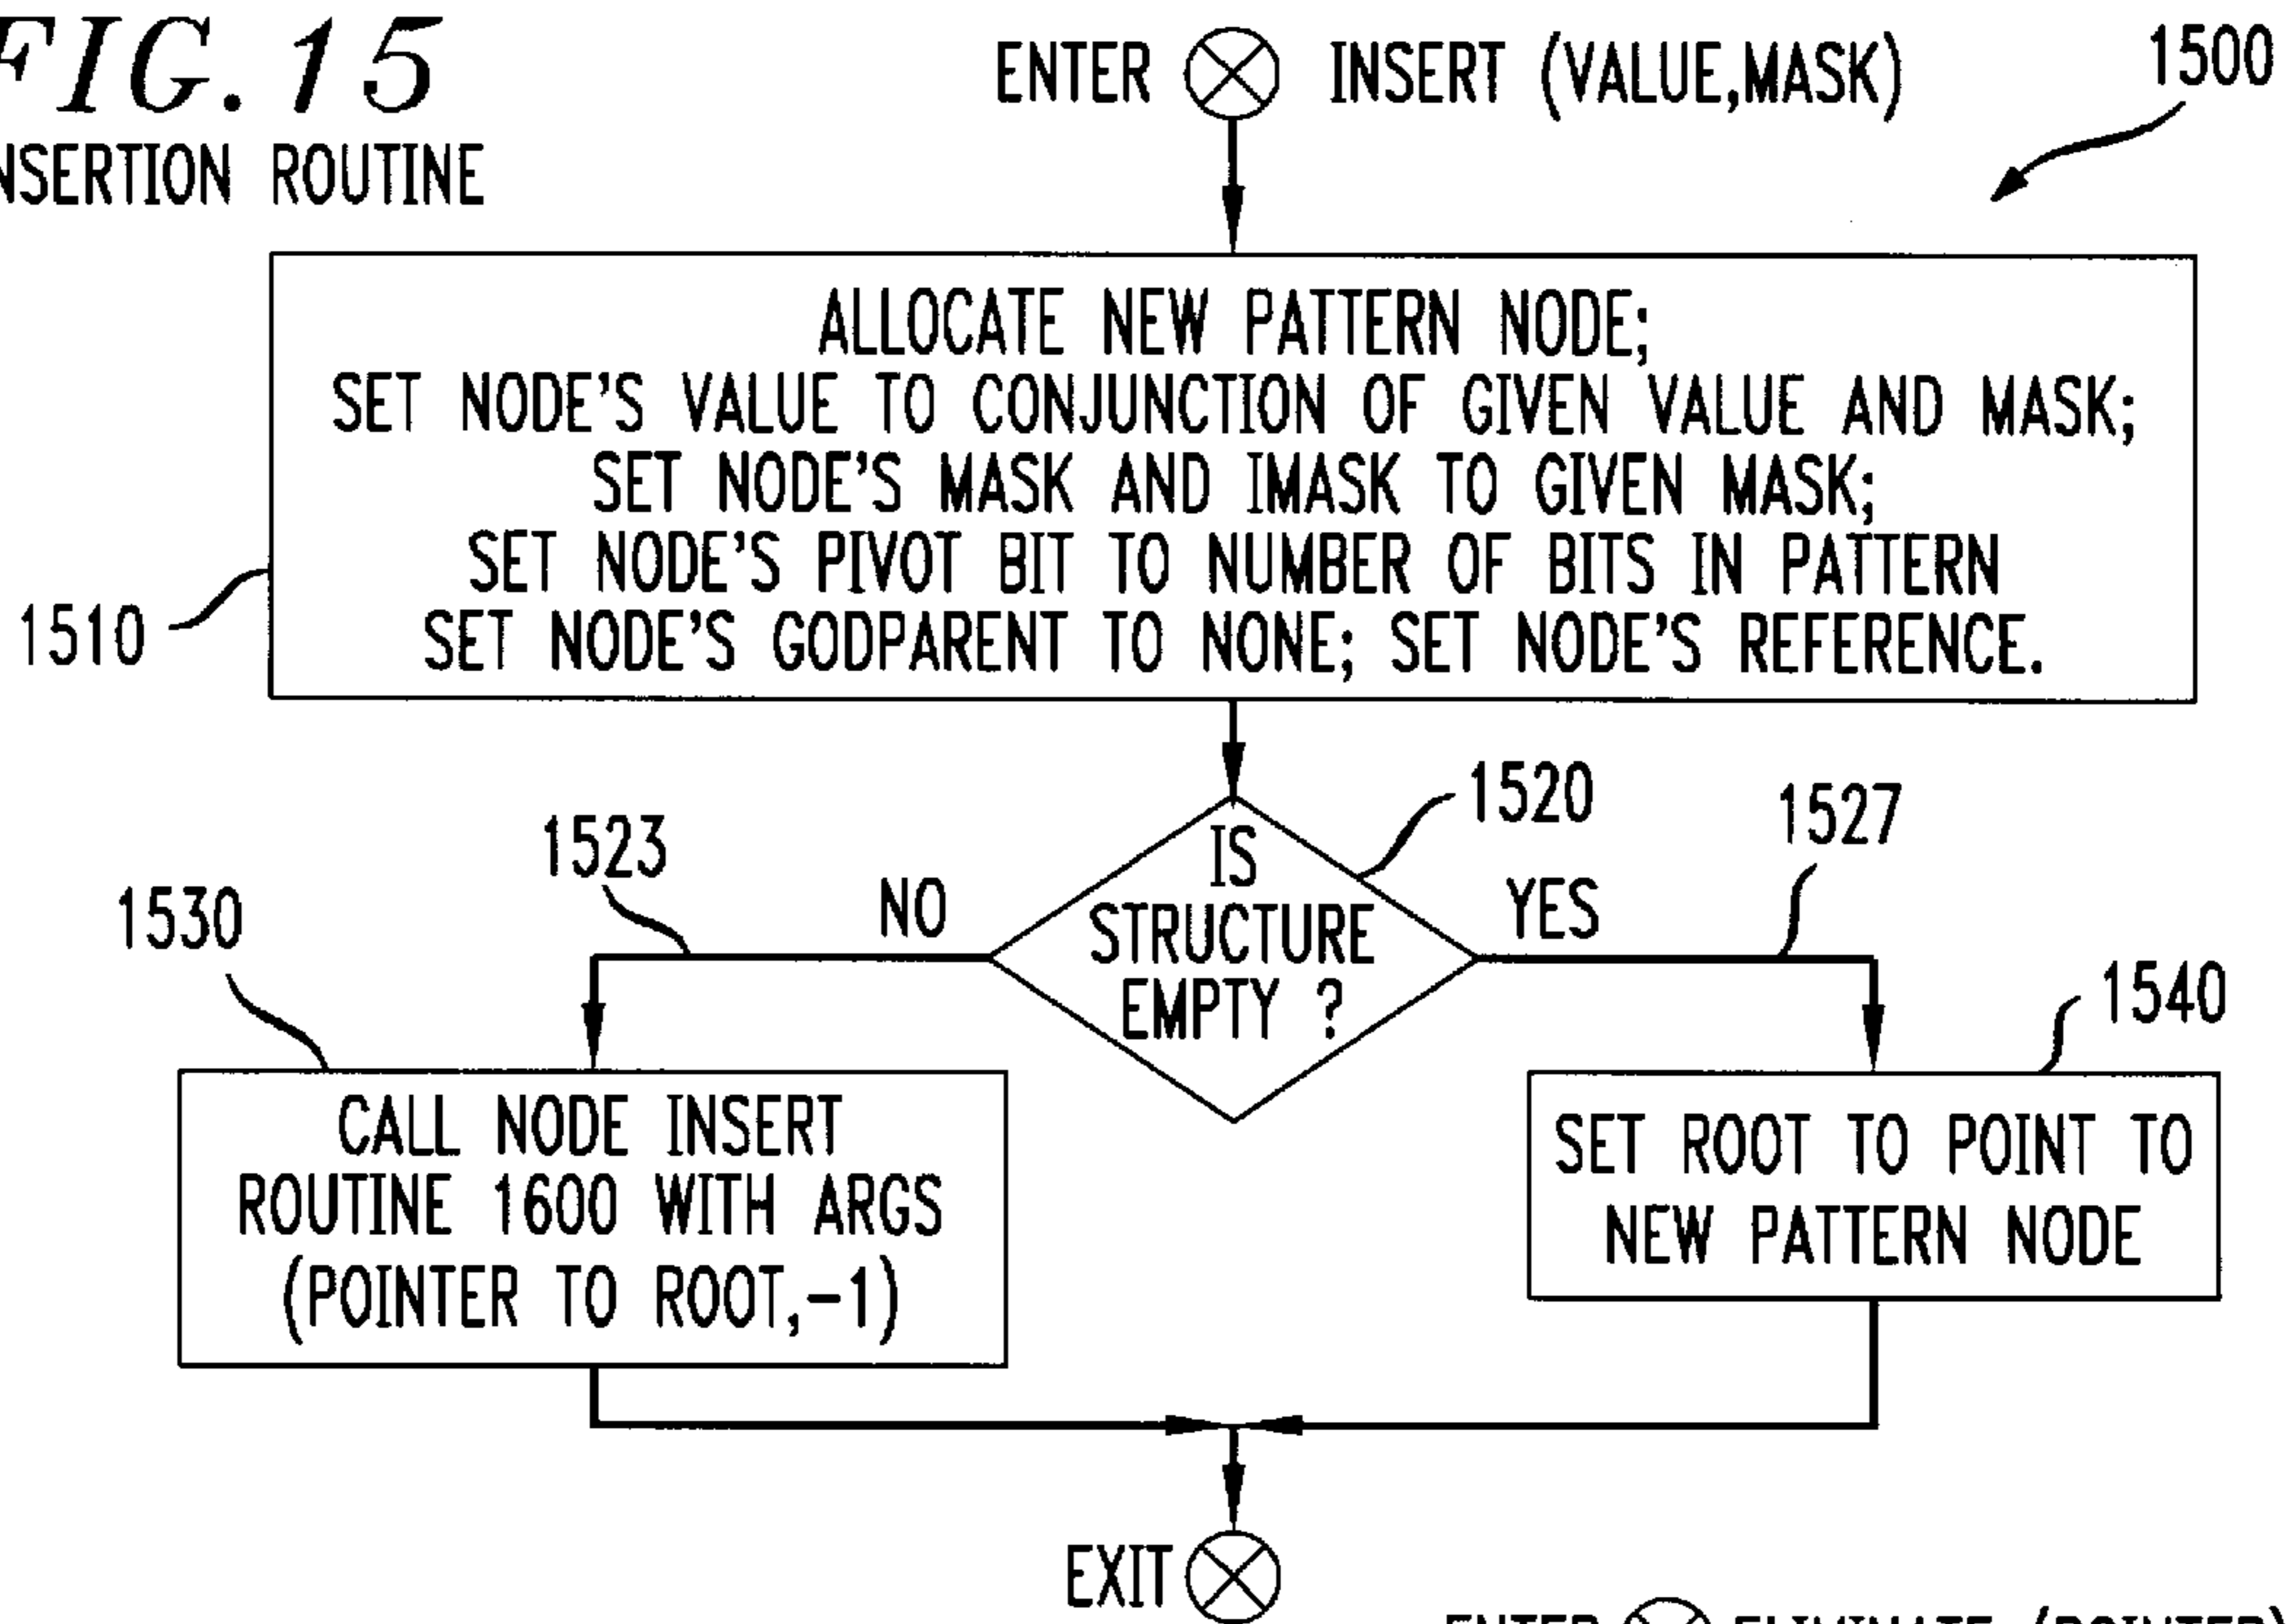 FIG. 15
NSERTION ROUTINE
ENTER INSERT (VALUE,MASK)
1500
ALLOCATE NEW PATTERN NODE;
SET NODE'S VALUE TO CONJUNCTION OF GIVEN VALUE AND MASK;
SET NODE'S MASK AND IMASK TO GIVEN MASK;
SET NODE'S PIVOT BIT TO NUMBER OF BITS IN PATTERN
SET NODE'S GODPARENT TO NONE; SET NODE'S REFERENCE.
1510
1520
1527
1523
IS
STRUCTURE
EMPTY ?
NO
YES
1530
1540
CALL NODE INSERT
ROUTINE 1600 WITH ARGS
(POINTER TO ROOT,-1)
SET ROOT TO POINT TO
NEW PATTERN NODE
EXIT
ENTER ELIMINATE (POINTER)